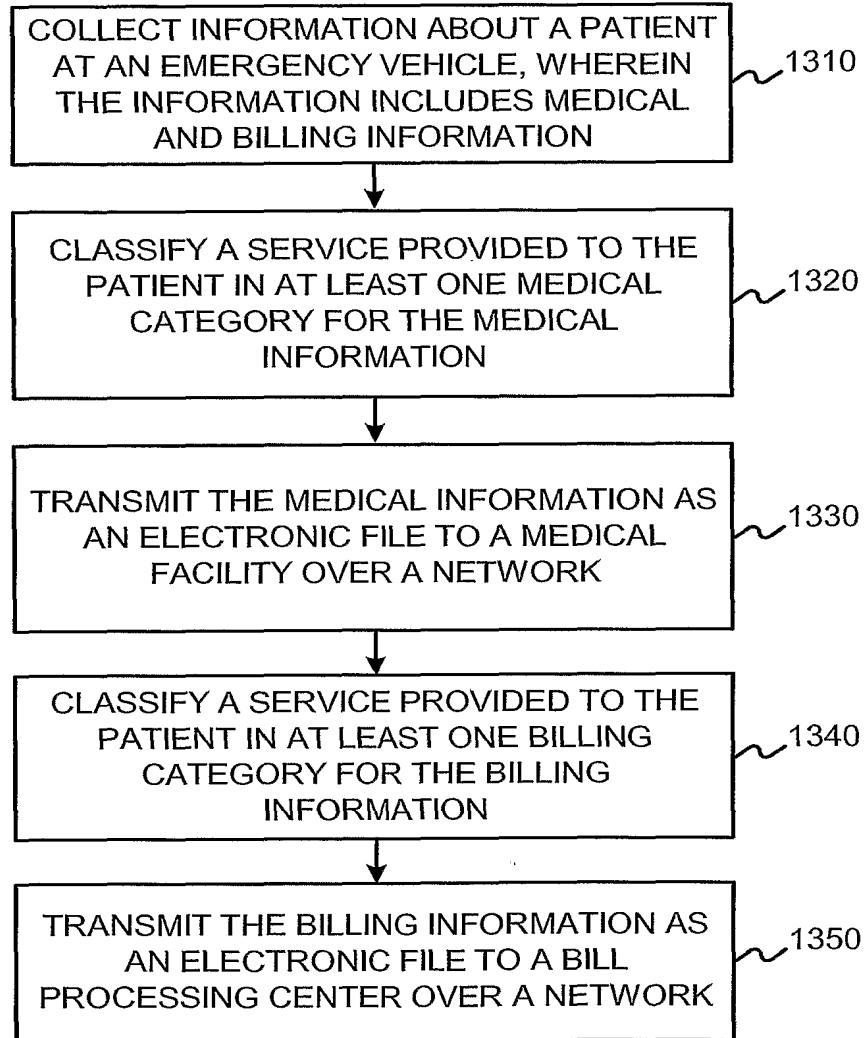 COLLECT INFORMATION ABOUT A PATIENT
AT AN EMERGENCY VEHICLE, WHEREIN
THE INFORMATION INCLUDES MEDICAL
AND BILLING INFORMATION
1310
CLASSIFY A SERVICE PROVIDED TO THE
PATIENT IN AT LEAST ONE MEDICAL
CATEGORY FOR THE MEDICAL
INFORMATION
1320
TRANSMIT THE MEDICAL INFORMATION AS
AN ELECTRONIC FILE TO A MEDICAL
FACILITY OVER A NETWORK
1330
CLASSIFY A SERVICE PROVIDED TO THE
PATIENT IN AT LEAST ONE BILLING
CATEGORY FOR THE BILLING
INFORMATION
1340
TRANSMIT THE BILLING INFORMATION AS
AN ELECTRONIC FILE TO A BILL
PROCESSING CENTER OVER A NETWORK
1350